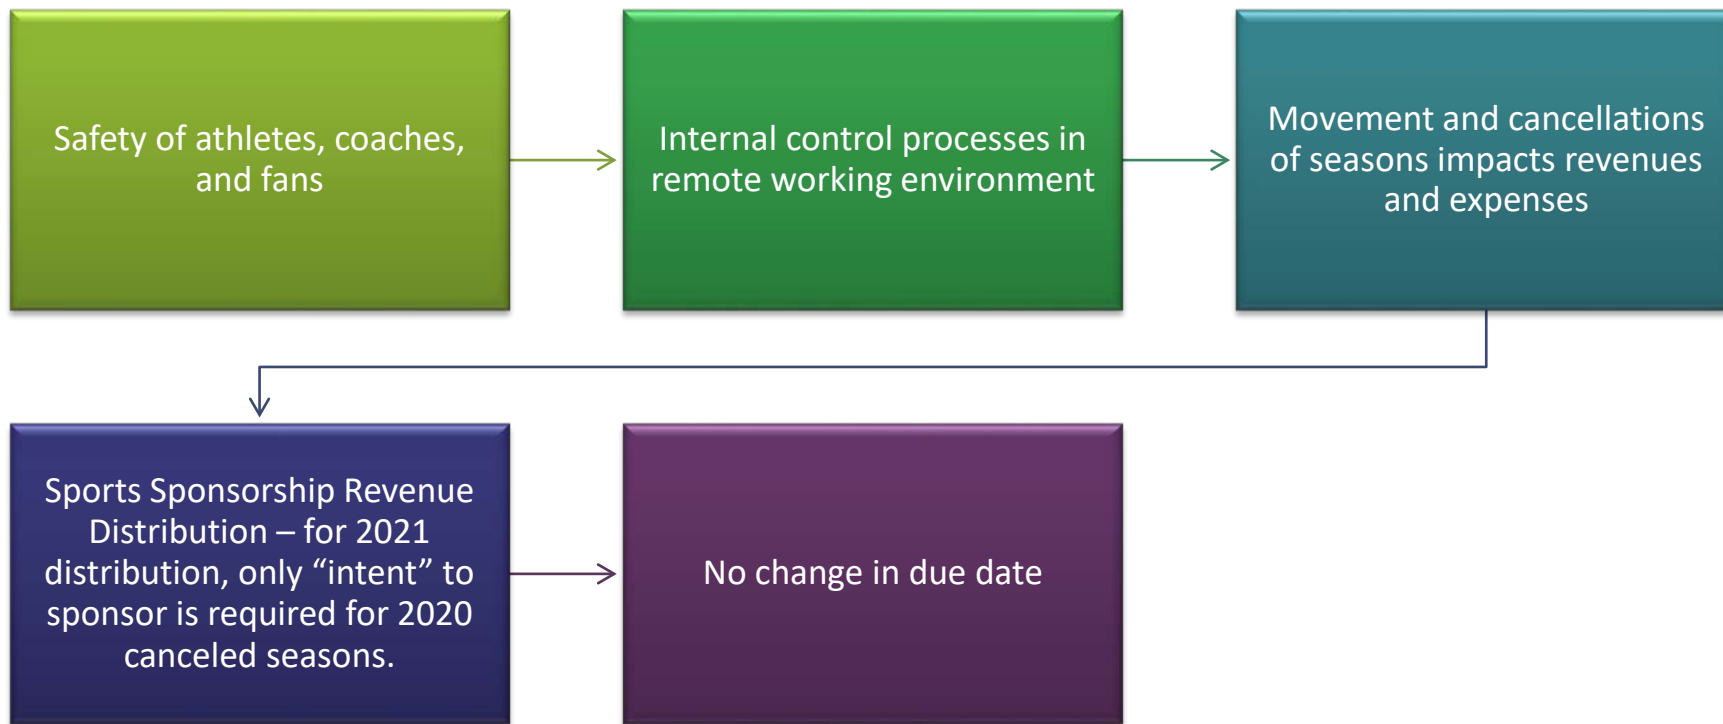 Safety of athletes, coaches,
and fans
Internal control processes in
remote working environment
Movement and cancellations
of seasons impacts revenues
and expenses
Sports Sponsorship Revenue
Distribution – for 2021
distribution, only “intent” to
sponsor is required for 2020
canceled seasons.
No change in due date